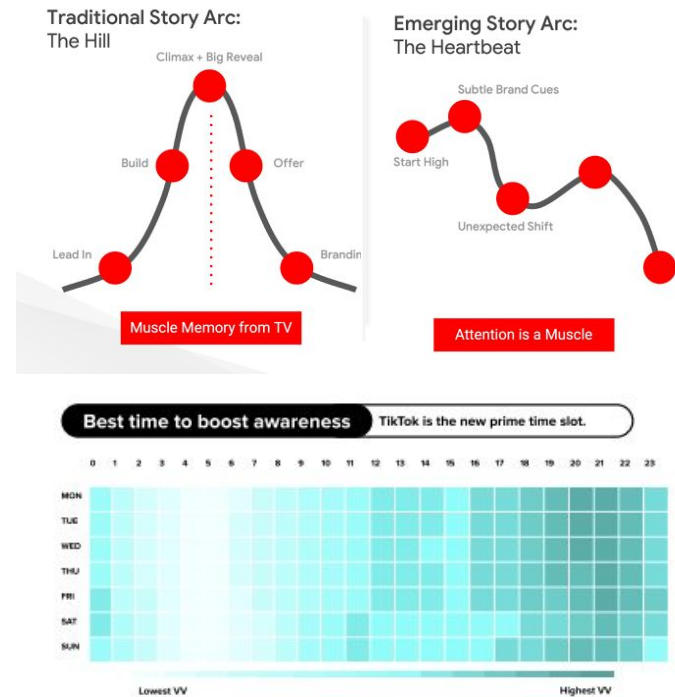 Traditional Story Arc:
The Hill
Climax + Big Reveal
Build
Offer
Lead In
Brandin
Muscle Memory from TV
Emerging Story Arc:
The Heartbeat
Subtle Brand Cues
Start High
Unexpected Shift
Attention is a Muscle
Best time to boost awareness TikTok is the new prime time slot.
0 1 2 3 4 5 6 7 8 9 10 11 12 13 14 15 16 17 18 19 20 21 22 23
MON
TUE
WED
THU
FRI
SAT
SUN
Lowest VV Highest VV